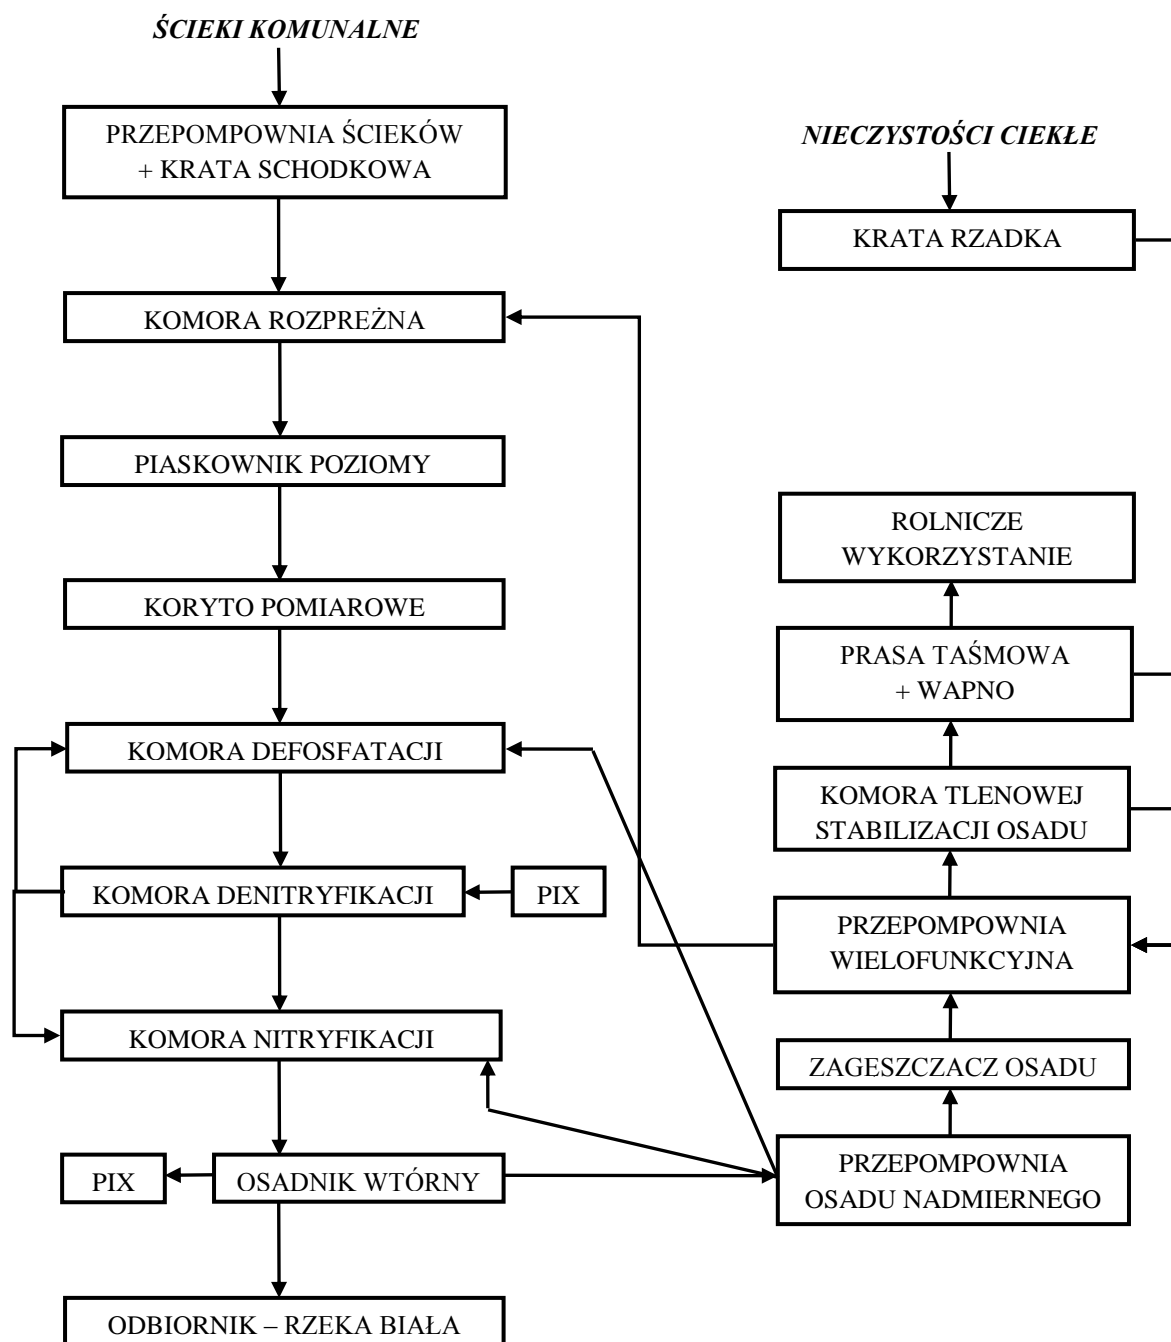 ŚCIEKI KOMUNALNE
PRZEPOMPOWNIA ŚCIEKÓW
+ KRATA SCHODKOWA
KOMORA ROZPREŻNA
PIASKOWNIK POZIOMY
KORYTO POMIAROWE
KOMORA DEFOSFATACJI
KOMORA DENITRYFIKACJI
PIX
KOMORA NITRYFIKACJI
PIX
OSADNIK WTÓRNY
ODBIORNIK – RZEKA BIAŁA
NIECZYSTOŚCI CIEKŁE
KRATA RZADKA
ROLNICZE
WYKORZYSTANIE
PRASA TAŚMOWA
+ WAPNO
KOMORA TLENOWEJ
STABILIZACJI OSADU
PRZEPOMPOWNIA
WIELOFUNKCYJNA
ZAGESZCZACZ OSADU
PRZEPOMPOWNIA
OSADU NADMIERNEGO